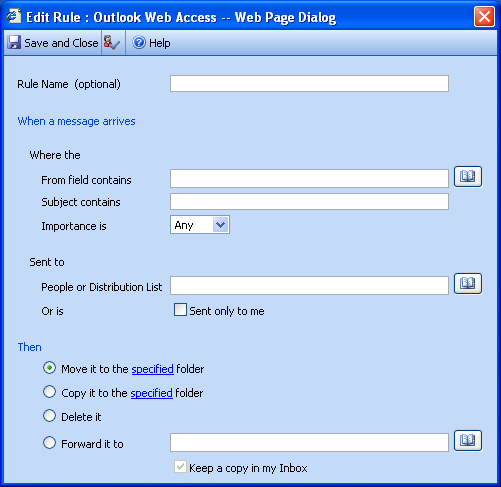 Edit Rule : Outlook Web Access -- Web Page Dialog
Save and Close Help
Rule Name (optional)
When a message arrives
Where the
From field contains
Subject contains
Importance is Any
Sent to
People or Distribution List
Or is Sent only to me
Then
Move it to the specified folder
Copy it to the specified folder
Delete it
Forward it to
Keep a copy in my Inbox